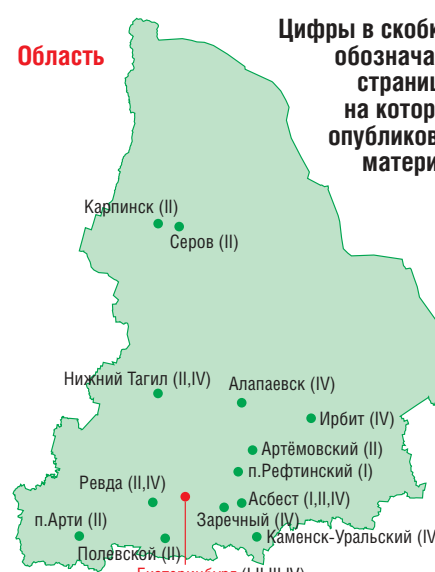 Область
Цифры в скобк
обознача
страниц
на котор
опубликов
матери
Карпинск (II)
Серов (II)
Нижний Тагил (II,IV)
Алапаевск (IV)
Ирбит (IV)
Артёмовский (II)
п.Рефтинский (I)
Ревда (II,IV)
Асбест (I,II,IV)
Заречный (IV)
п.Арти (II)
Каменск-Уральский (IV
Полевской (II)